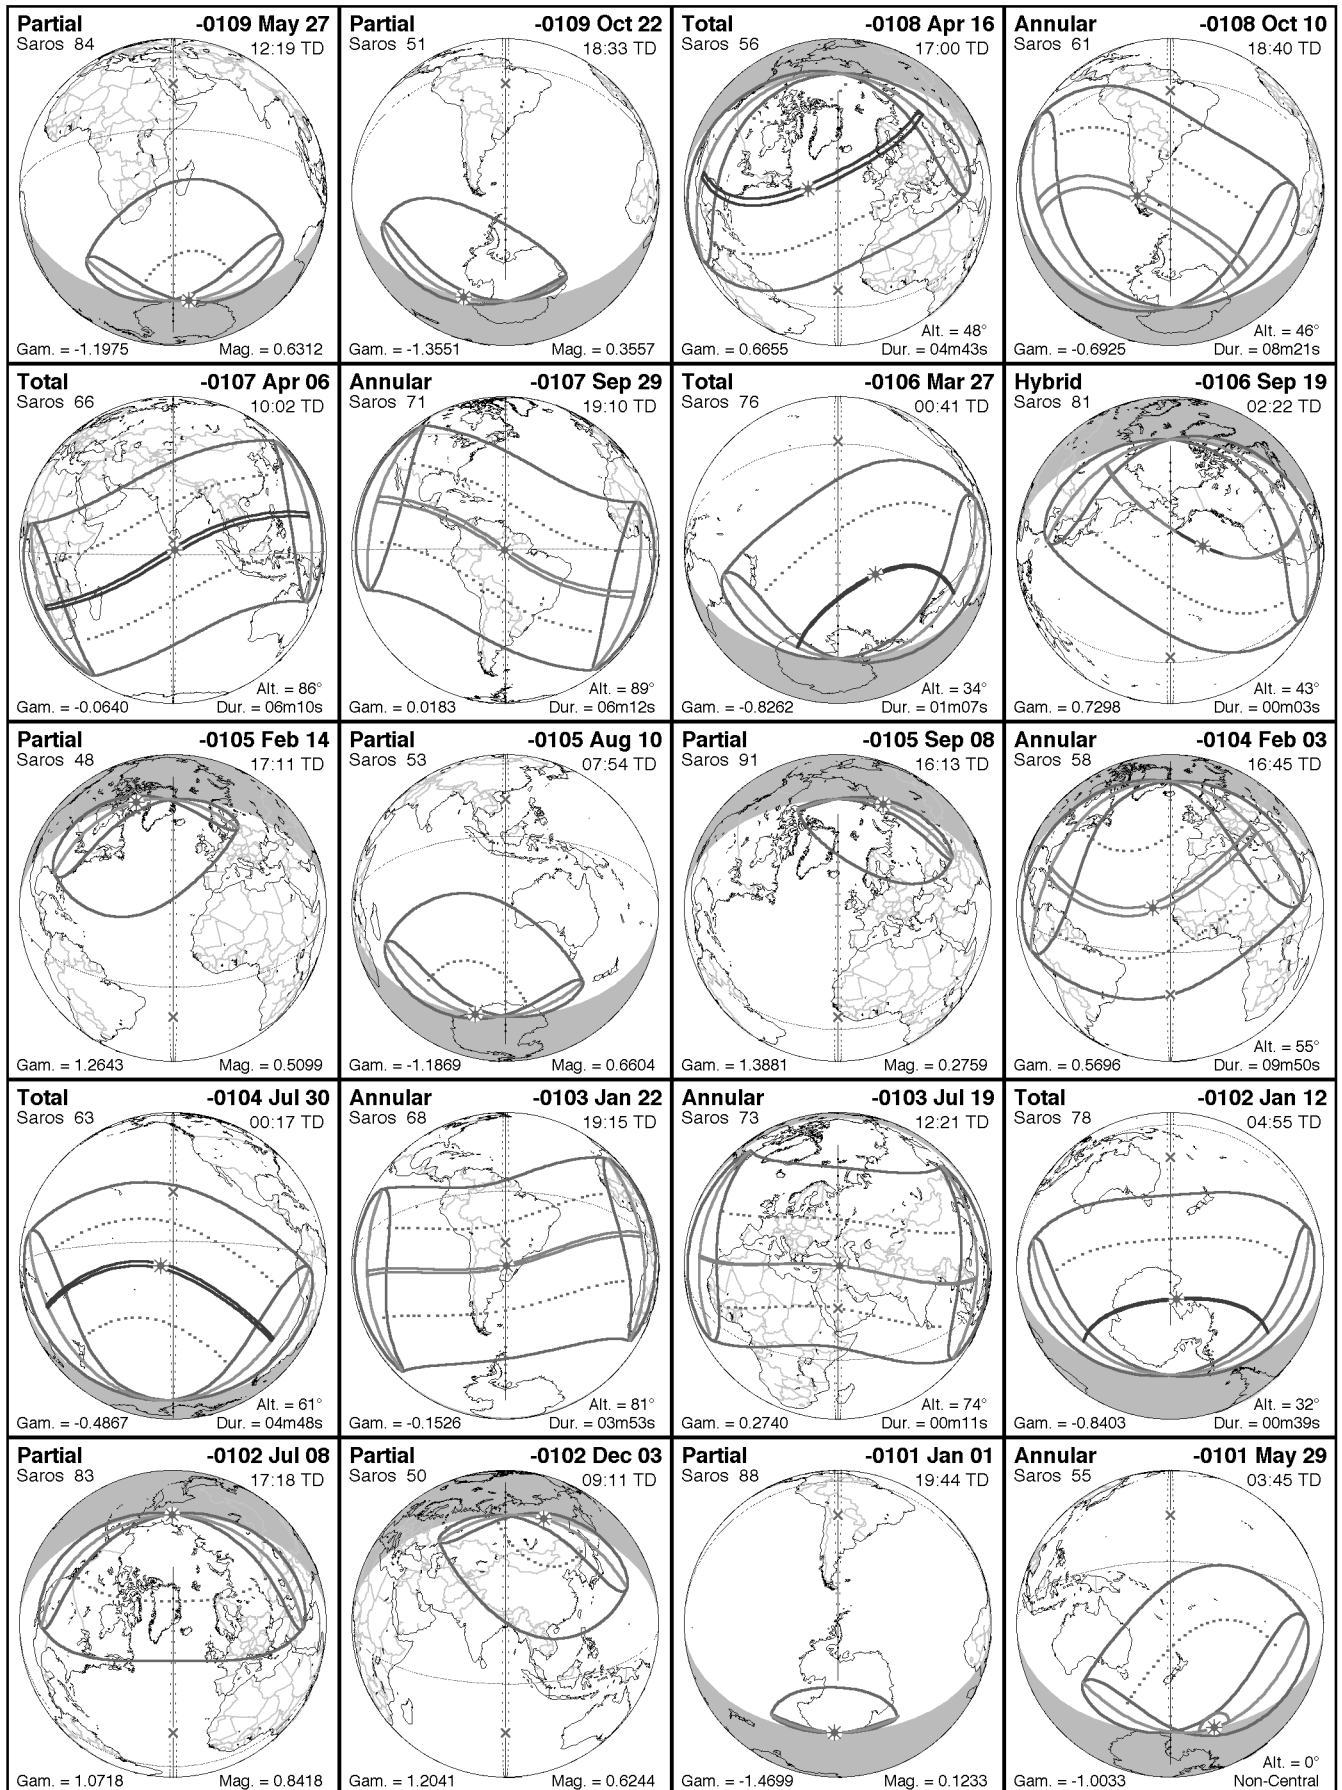 Partial -0109 May 27
Saros 84 12:19 TD
Gam. = -1.1975 Mag. = 0.6312
Partial -0109 Oct 22
Saros 51 18:33 TD
Gam. = -1.3551 Mag. = 0.3557
Total -0108 Apr 16
Saros 56 17:00 TD
Alt. = 48°
Gam. = 0.6655 Dur. = 04m43s
Annular -0108 Oct 10
Saros 61 18:40 TD
Alt. = 46°
Gam. = -0.6925 Dur. = 08m21s
Total -0107 Apr 06
Saros 66 10:02 TD
Alt. = 86°
Gam. = -0.0640 Dur. = 06m10s
Annular -0107 Sep 29
Saros 71 19:10 TD
Alt. = 89°
Gam. = 0.0183 Dur. = 06m12s
Total -0106 Mar 27
Saros 76 00:41 TD
Alt. = 34°
Gam. = -0.8262 Dur. = 01m07s
Hybrid -0106 Sep 19
Saros 81 02:22 TD
Alt. = 43°
Gam. = 0.7298 Dur. = 00m03s
Partial -0105 Feb 14
Saros 48 17:11 TD
Gam. = 1.2643 Mag. = 0.5099
Partial -0105 Aug 10
Saros 53 07:54 TD
Gam. = -1.1869 Mag. = 0.6604
Partial -0105 Sep 08
Saros 91 16:13 TD
Gam. = 1.3881 Mag. = 0.2759
Annular -0104 Feb 03
Saros 58 16:45 TD
Alt. = 55°
Gam. = 0.5696 Dur. = 09m50s
Total -0104 Jul 30
Saros 63 00:17 TD
Alt. = 61°
Gam. = -0.4867 Dur. = 04m48s
Annular -0103 Jan 22
Saros 68 19:15 TD
Alt. = 81°
Gam. = -0.1526 Dur. = 03m53s
Annular -0103 Jul 19
Saros 73 12:21 TD
Alt. = 74°
Gam. = 0.2740 Dur. = 00m11s
Total -0102 Jan 12
Saros 78 04:55 TD
Alt. = 32°
Gam. = -0.8403 Dur. = 00m39s
Partial -0102 Jul 08
Saros 83 17:18 TD
Gam. = 1.0718 Mag. = 0.8418
Partial -0102 Dec 03
Saros 50 09:11 TD
Gam. = 1.2041 Mag. = 0.6244
Partial -0101 Jan 01
Saros 88 19:44 TD
Gam. = -1.4699 Mag. = 0.1233
Annular -0101 May 29
Saros 55 03:45 TD
Alt. = 0°
Gam. = -1.0033 Non-Central